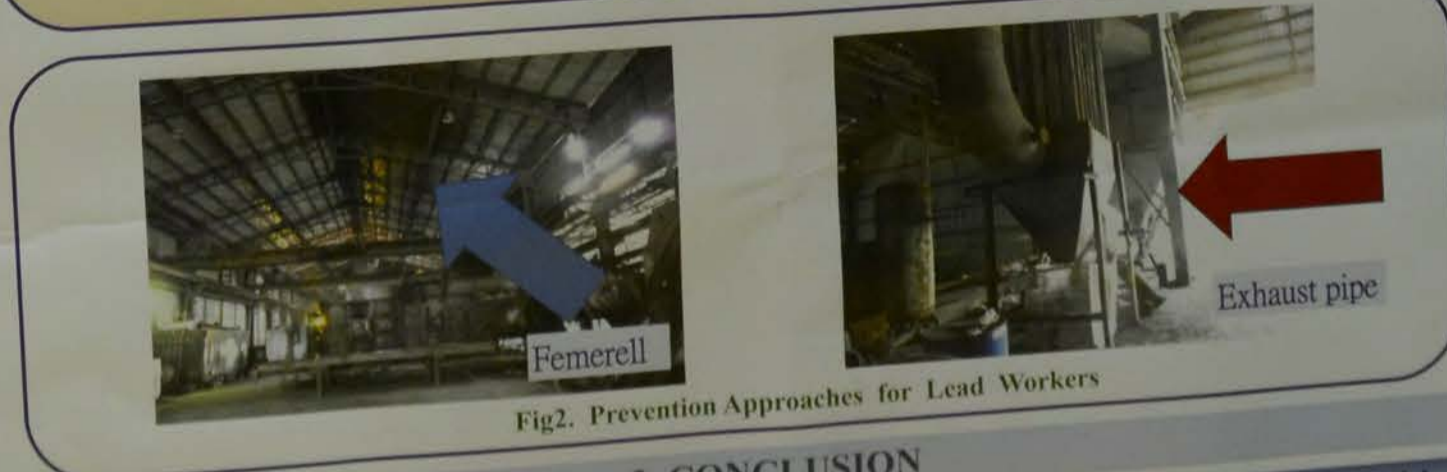 Femerell
Exhaust pipe
Fig2. Prevention Approaches for Lead Workers
CONCLUSION